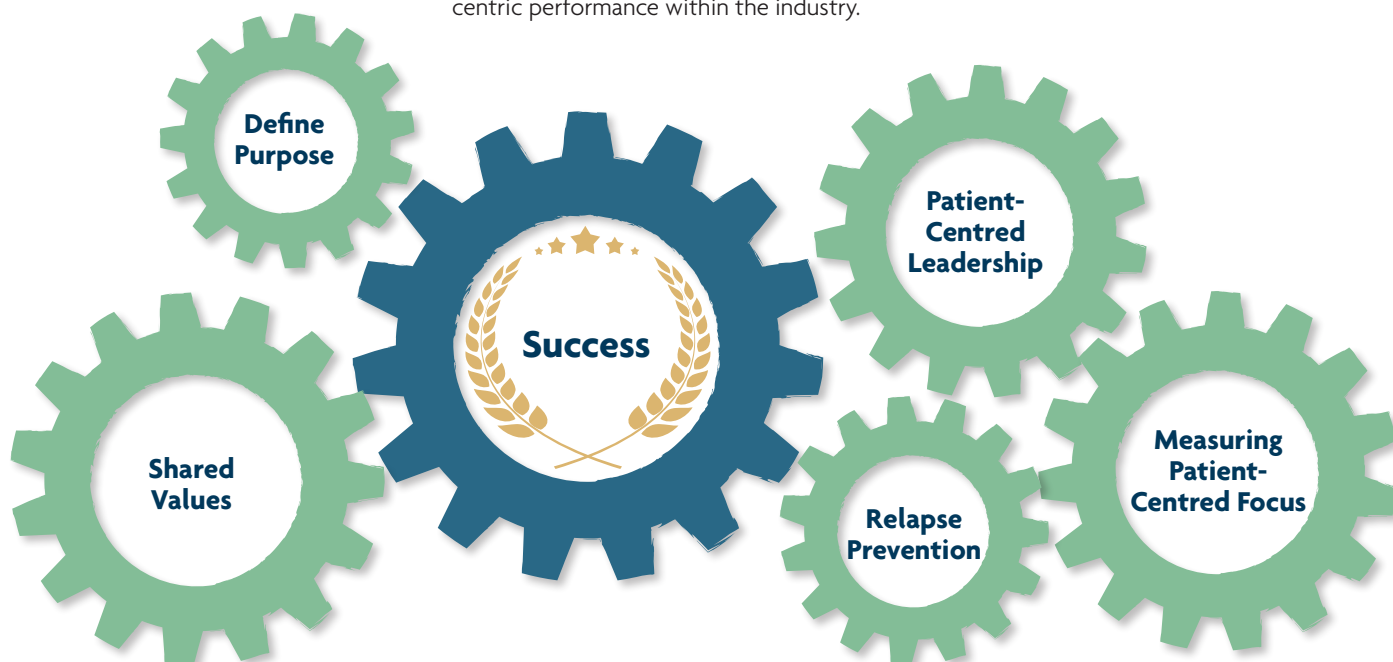 centric performance within the industry.
Define
Purpose
Success
Shared
Values
Patient-
Centred
Leadership
Relapse
Prevention
Measuring
Patient-
Centred Focus